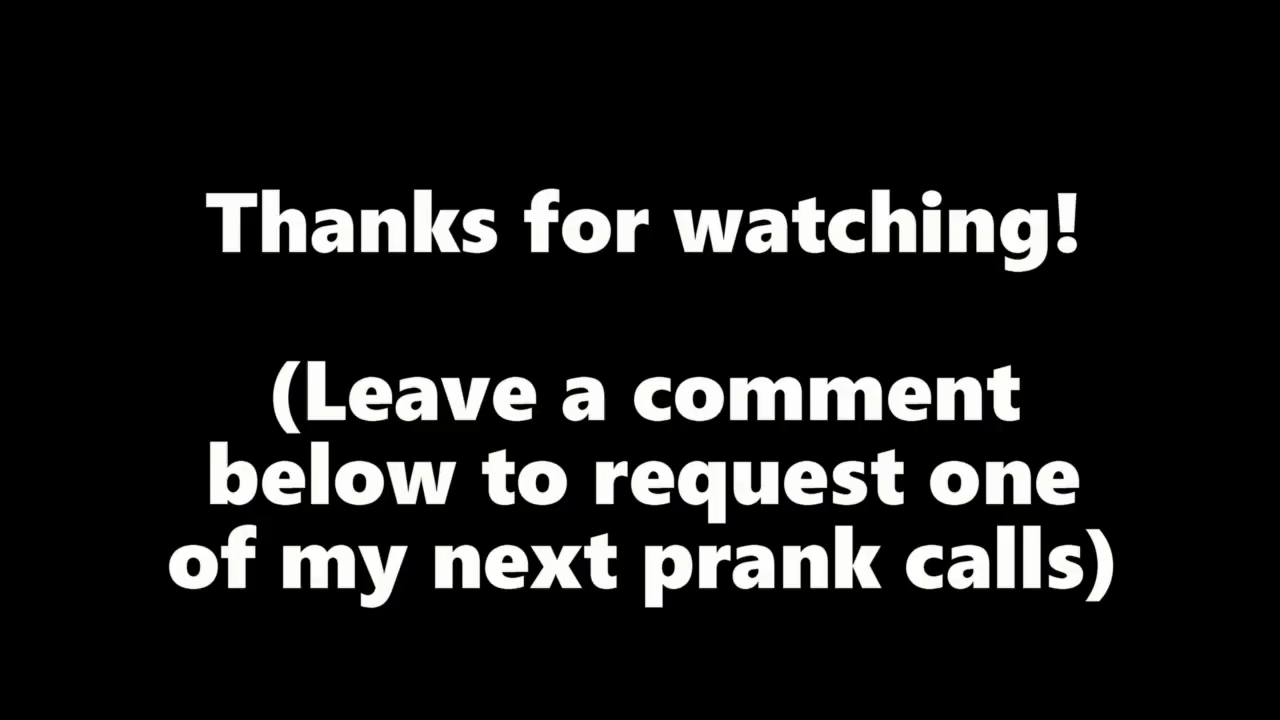 Thanks for watching!
(Leave a comment
below to request one
of my next prank calls)